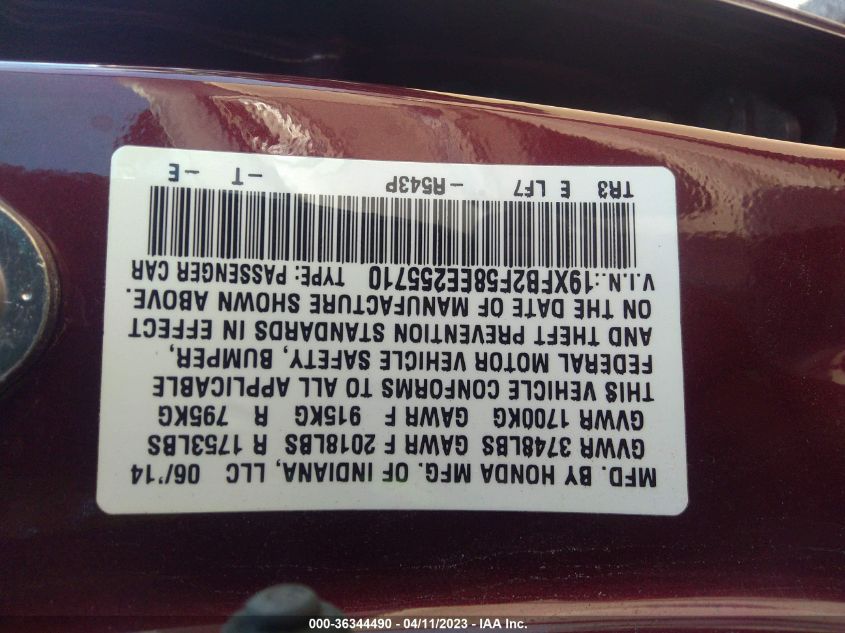 MFD. BY HONDA MFG. OF INDIANA, LLC 06/'14
GVWR 3748LBS GAWR F 2018LBS R 1753LBS
GVWR 1700KG GAWR F 915KG R 795KG
THIS VEHICLE CONFORMS TO ALL APPLICABLE
FEDERAL MOTOR VEHICLE SAFETY, BUMPER,
AND THEFT PREVENTION STANDARDS IN EFFECT
ON THE DATE OF MANUFACTURE SHOWN ABOVE.
V.I.N.:19XFB2F58EE255710 TYPE: PASSENGER CAR
TR3 E LF7 -R543P -T -E
000-36344490 - 04/11/2023 - IAA Inc.